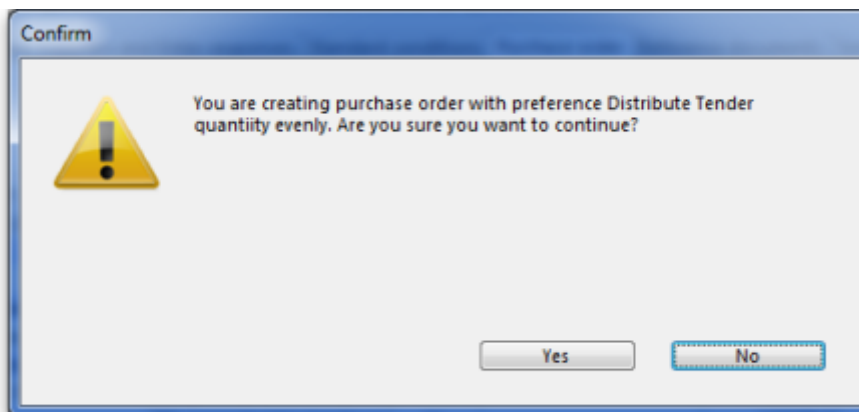 Confirm
You are creating purchase order with preference Distribute Tender
quantiity evenly. Are you sure you want to continue?
Yes
No